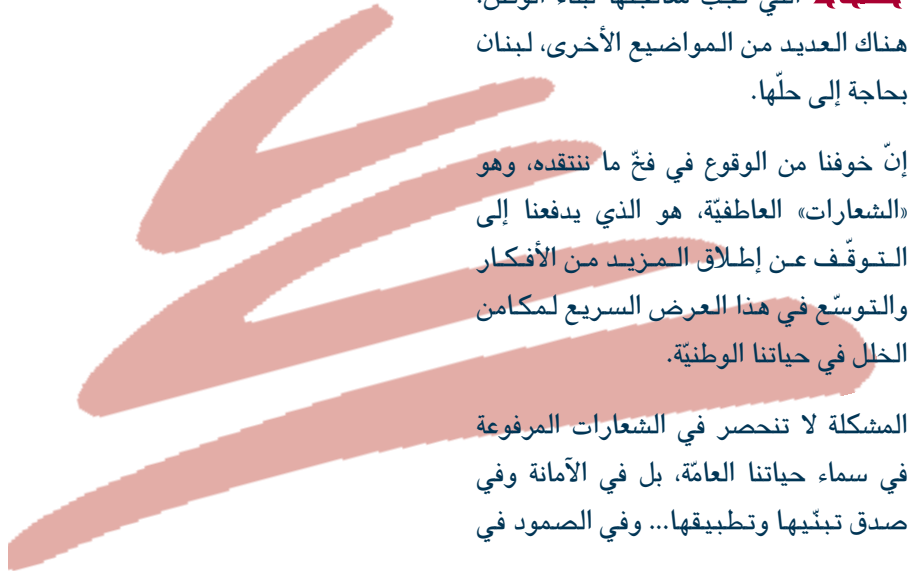 هناك العديد من المواضيع الأخرى، لبنان
بحاجة إلى حلّها.
إنّ خوفنا من الوقوع في فخّ ما ننتقده، وهو
«الشعارات» العاطفيّة، هو الذي يدفعنا إلى
التوقّف عن إطلاق المزيد من الأفكار
والتوسّع في هذا العرض السريع لمكامن
الخلل في حياتنا الوطنيّة.
المشكلة لا تنحصر في الشعارات المرفوعة
في سماء حياتنا العامّة، بل في الآمانة وفي
صدق تبنّيها وتطبيقها... وفي الصمود في